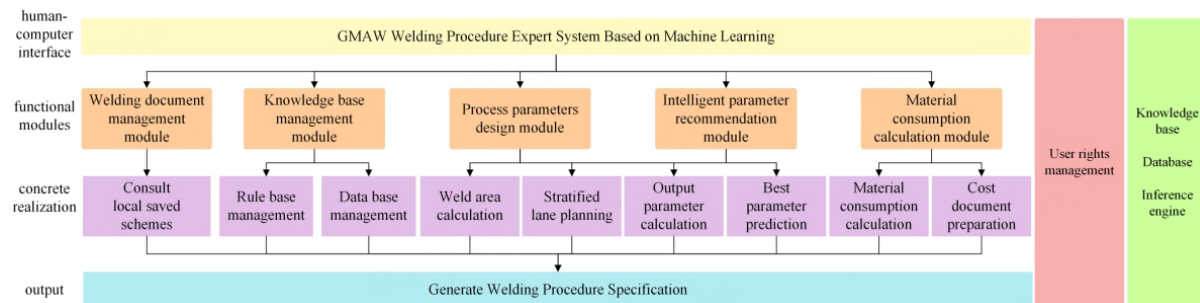 human-
computer
interface
GMAW Welding Procedure Expert System Based on Machine Learning
functional
modules
Welding document
management
module
Knowledge base
management
module
Process parameters
design module
Intelligent parameter
recommendation
module
Material
consumption
calculation module
concrete
realization
Consult
local saved
schemes
Rule base
management
Data base
management
Weld area
calculation
Stratified
lane planning
Output
parameter
calculation
Best
parameter
prediction
Material
consumption
calculation
Cost
document
preparation
output
Generate Welding Procedure Specification
User rights
management
Knowledge
base
Database
Inference
engine